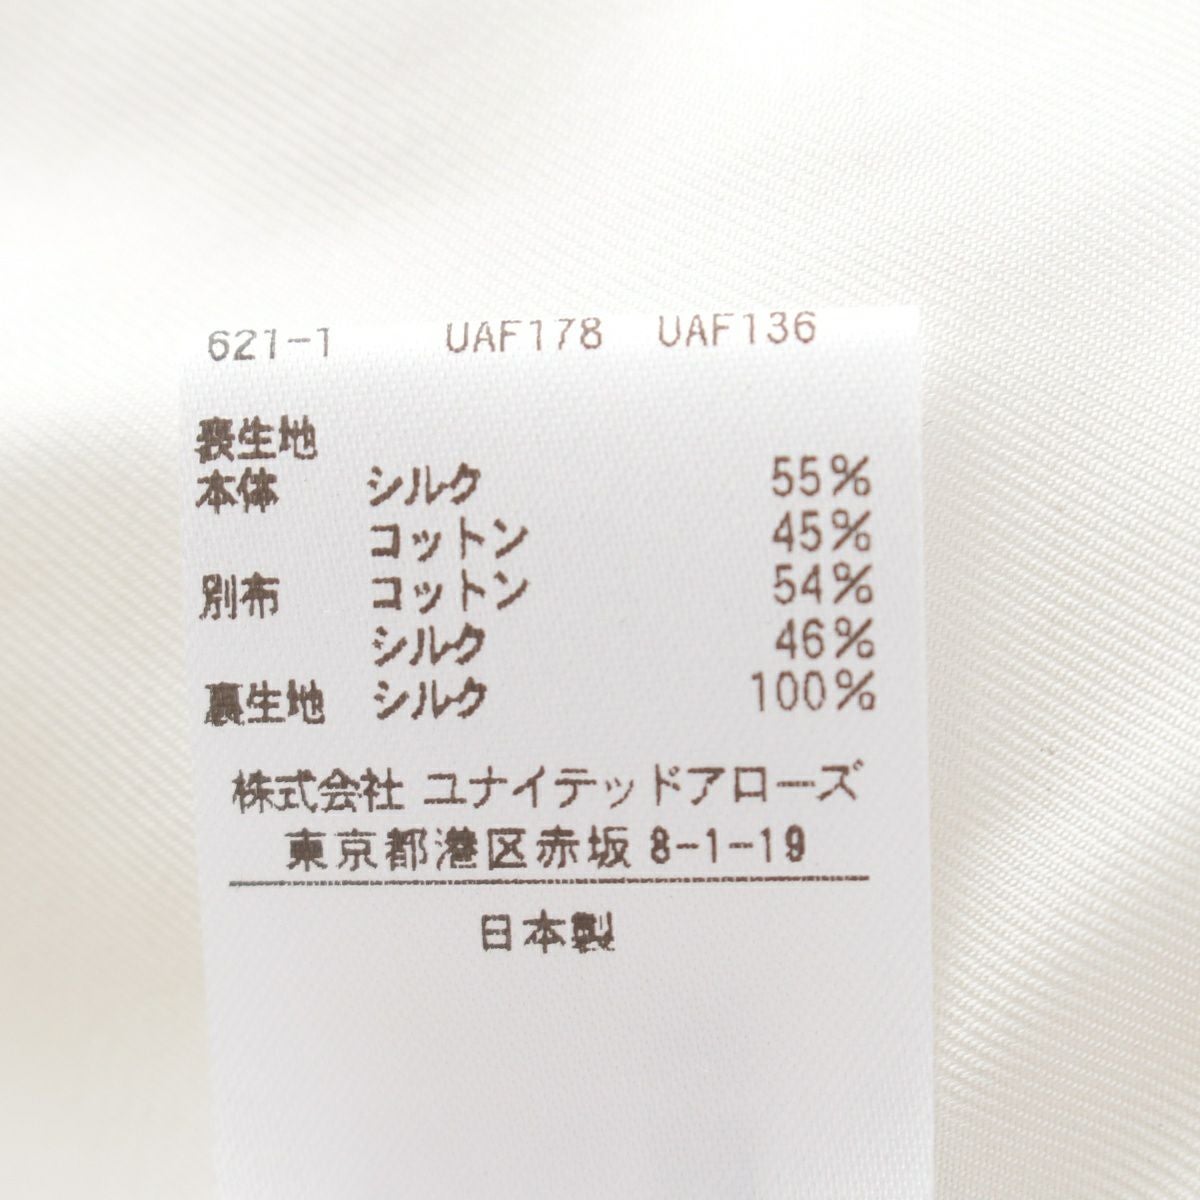 621-1 UAF178 UAF136
表生地
本体 シルク 55%
コットン 45%
別布 コットン 54%
シルク 46%
裏生地 シルク 100%
株式会社 ユナイテッドアローズ
東京都港区赤坂 8-1-19
日本製